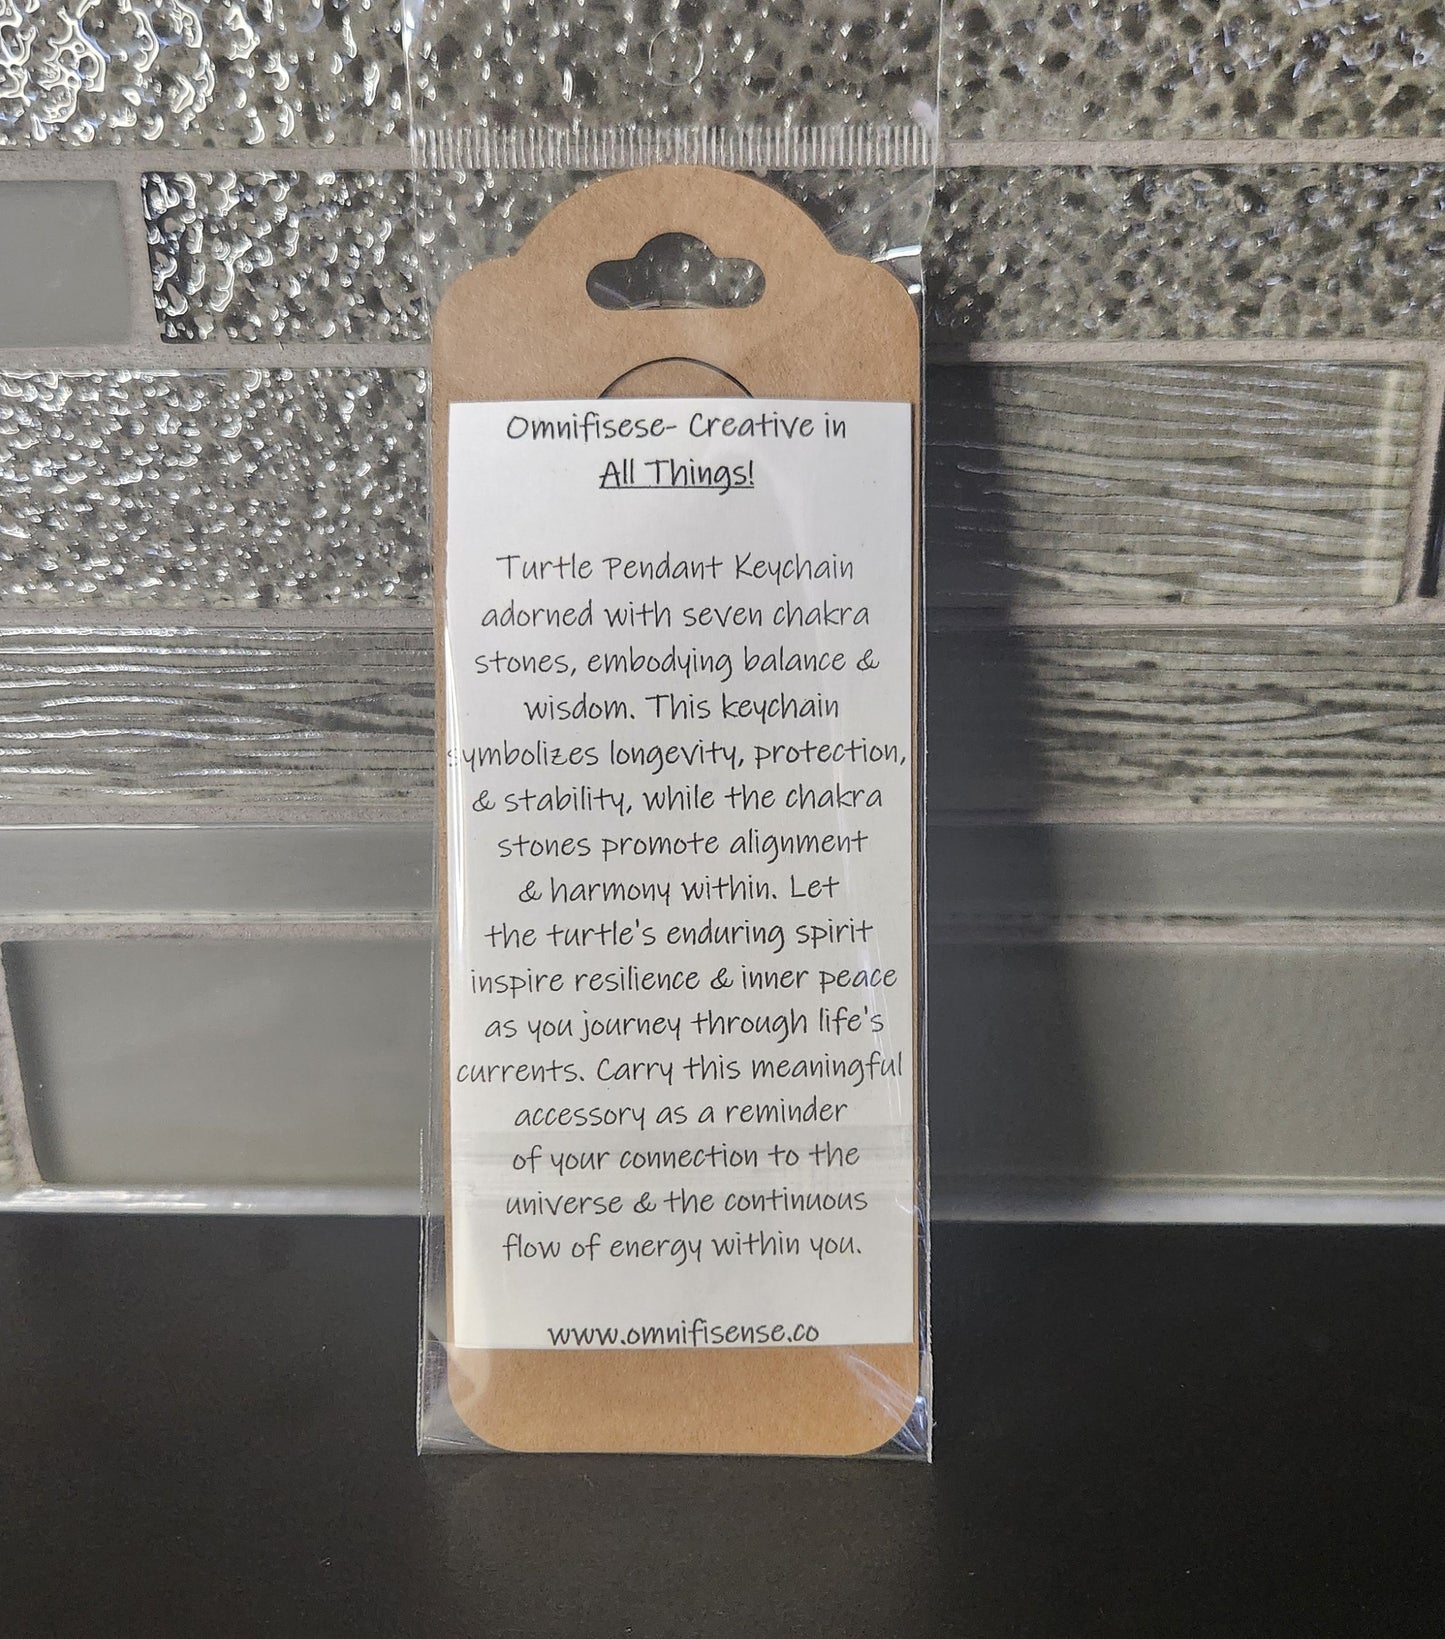 Omnifisese- Creative in
All Things!
Turtle Pendant Keychain
adorned with seven chakra
stones, embodying balance &
wisdom. This keychain
symbolizes longevity, protection,
& stability, while the chakra
stones promote alignment
& harmony within. Let
the turtle's enduring spirit
inspire resilience & inner peace
as you journey through life's
currents. Carry this meaningful
accessory as a reminder
of your connection to the
universe & the continuous
flow of energy within you.
www.omnifisense.co